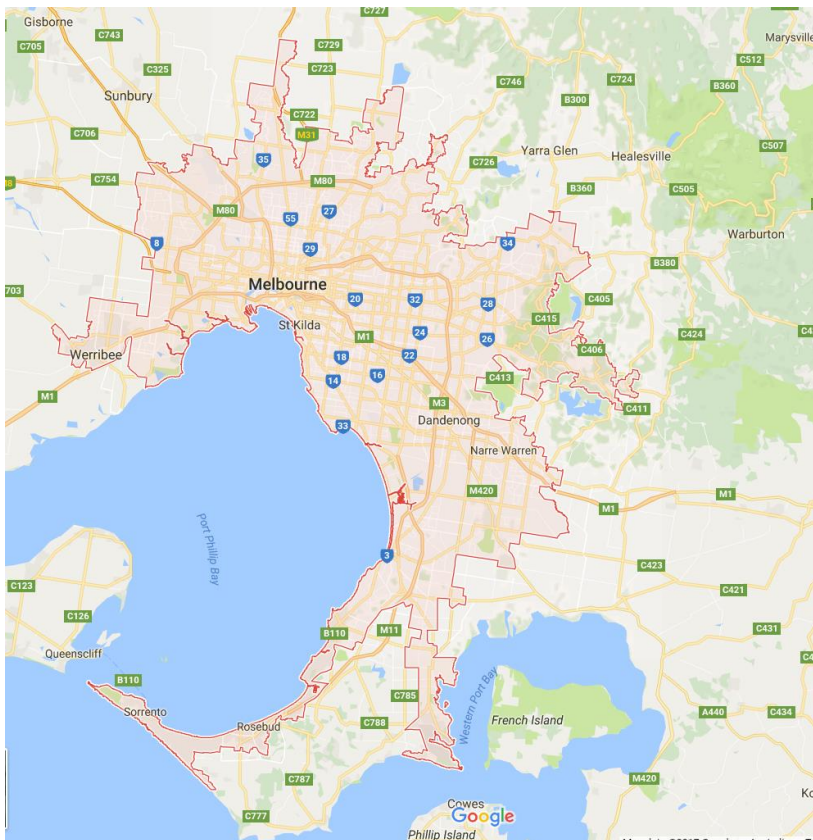 C727
Gisborne
C743
C705
C729
Marysville
C723
C512
C325
C746
C724
B360
Sunbury
B300
C722
M31
C706
C507
Yarra Glen
Healesville
35
C726
C754
M80
B360
C505
M80
27
55
Warburton
8
29
34
B380
Melbourne
20
32
28
C405
C415
St Kilda
M1
24
26
C424
Werribee
18
22
C406
14
16
C413
M1
M3
C411
33
Dandenong
Narre Warren
M420
M1
M1
Port Phillip Bay
3
C423
C123
C421
C126
B110
M11
C431
Queenscliff
B110
C785
Western Port Bay
Sorrento
Rosebud
C788
French Island
A440
C434
C787
M420
C777
Cowes
Google
Phillip Island